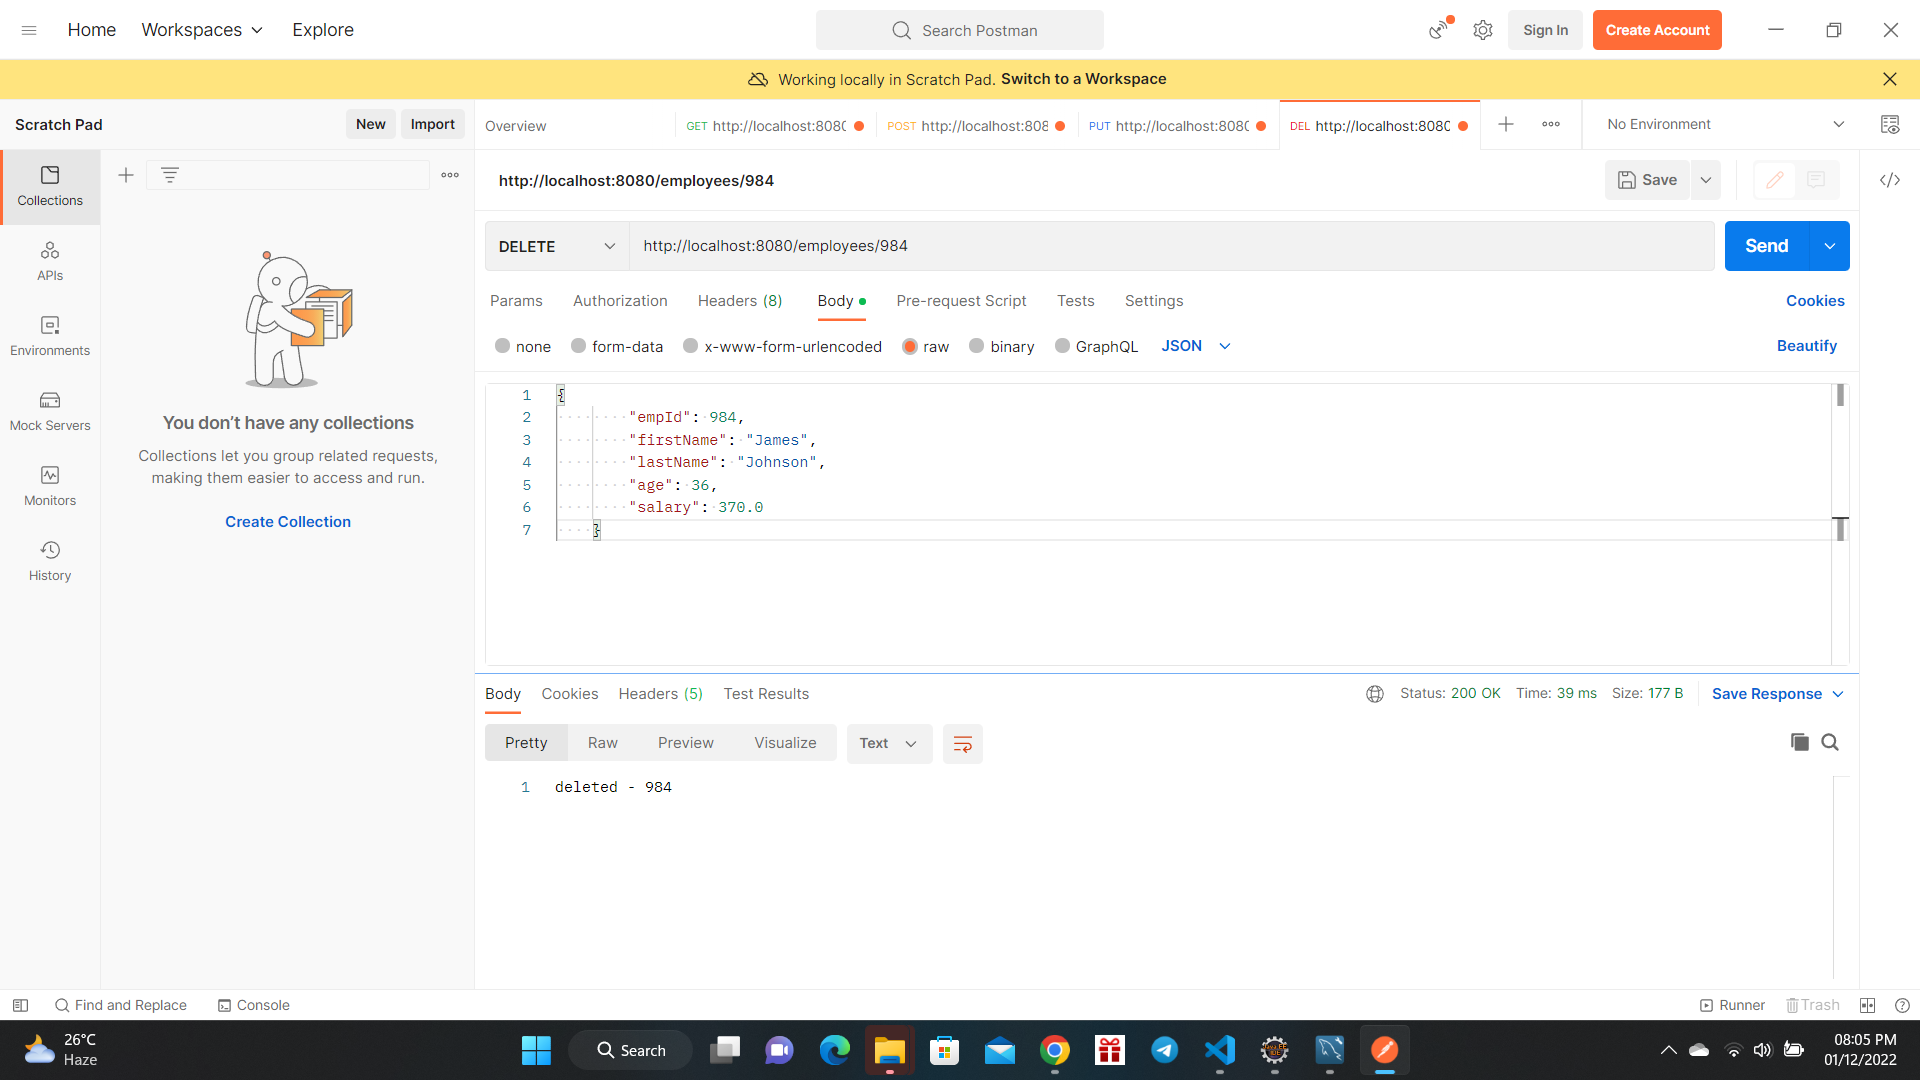 Home Workspaces Explore Search Postman Sign In Create Account
Working locally in Scratch Pad. Switch to a Workspace
Scratch Pad New Import
Overview GET http://localhost:8080 POST http://localhost:808 PUT http://localhost:8080 DEL http://localhost:8080 No Environment
Collections
APIs
Environments
Mock Servers
Monitors
History
You don't have any collections
Collections let you group related requests,
making them easier to access and run.
Create Collection
http://localhost:8080/employees/984 Save
DELETE http://localhost:8080/employees/984 Send
Params Authorization Headers (8) Body Pre-request Script Tests Settings Cookies
none form-data x-www-form-urlencoded raw binary GraphQL JSON Beautify
1 {
2 "empId": 984,
3 "firstName": "James",
4 "lastName": "Johnson",
5 "age": 36,
6 "salary": 370.0
7 }
Body Cookies Headers (5) Test Results Status: 200 OK Time: 39 ms Size: 177 B Save Response
Pretty Raw Preview Visualize Text
1 deleted - 984
Find and Replace Console Runner Trash
26°C
Haze
Search
08:05 PM
01/12/2022